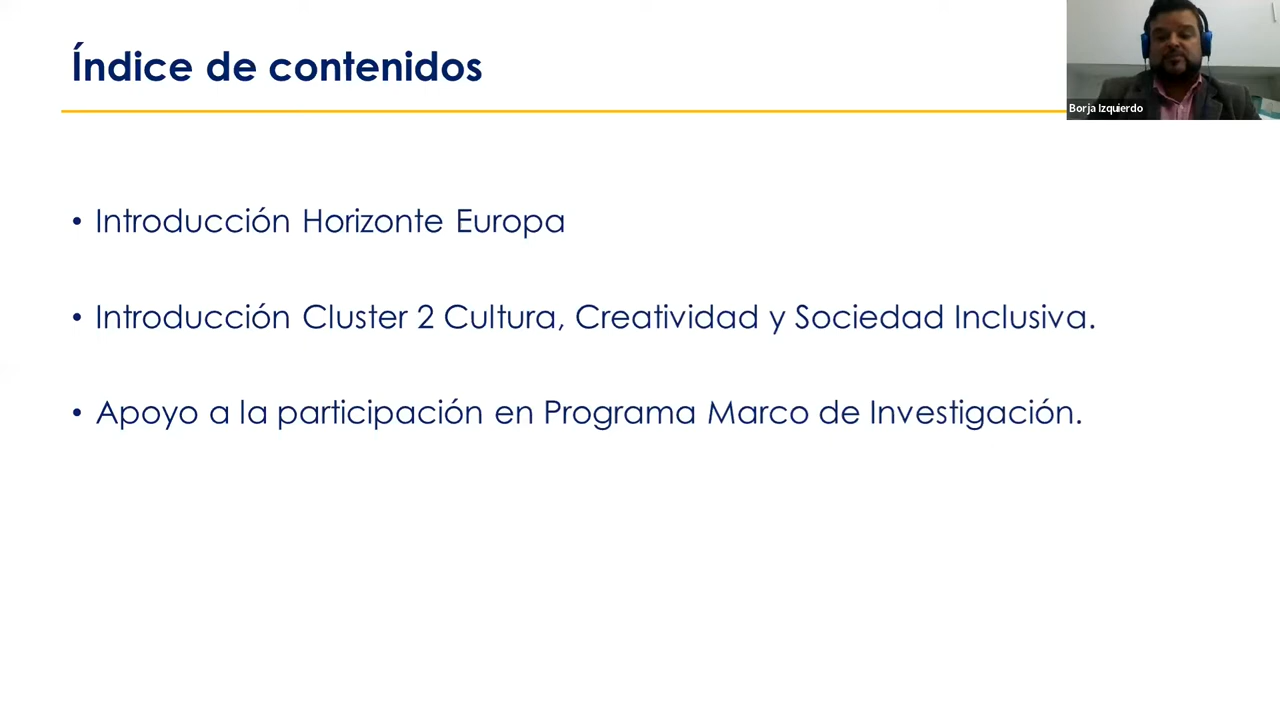 Índice de contenidos
Borja Izquierdo
• Introducción Horizonte Europa
• Introducción Cluster 2 Cultura, Creatividad y Sociedad Inclusiva.
• Apoyo a la participación en Programa Marco de Investigación.